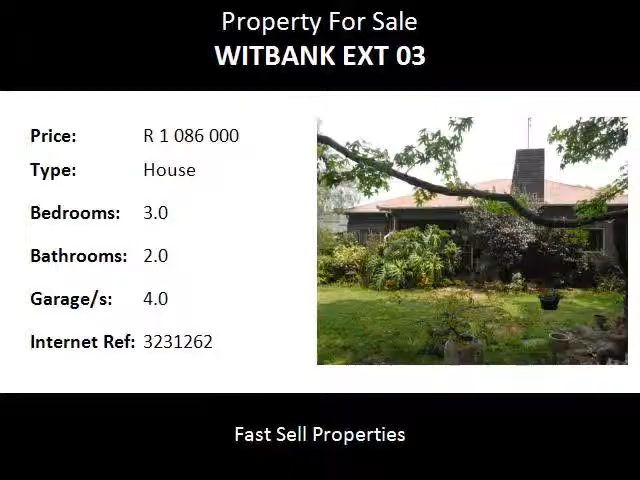 Property For Sale
WITBANK EXT 03
Price: R 1 086 000
Type: House
Bedrooms: 3.0
Bathrooms: 2.0
Garage/s: 4.0
Internet Ref: 3231262
Fast Sell Properties